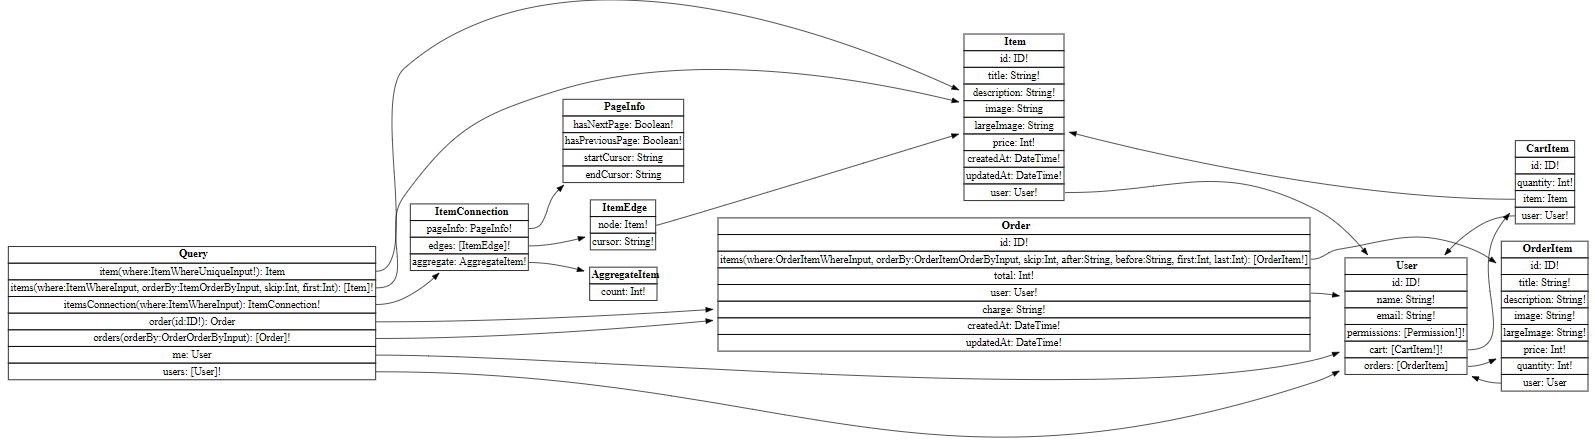 Query
item(where:ItemWhereUniqueInput!): Item
items(where:ItemWhereInput, orderBy:ItemOrderByInput, skip:Int, first:Int): [Item]!
itemsConnection(where:ItemWhereInput): ItemConnection!
order(id:ID!): Order
orders(orderBy:OrderOrderByInput): [Order]!
me: User
users: [User]!
ItemConnection
pageInfo: PageInfo!
edges: [ItemEdge]!
aggregate: AggregateItem!
PageInfo
hasNextPage: Boolean!
hasPreviousPage: Boolean!
startCursor: String
endCursor: String
ItemEdge
node: Item!
cursor: String!
AggregateItem
count: Int!
Item
id: ID!
title: String!
description: String!
image: String
largeImage: String
price: Int!
createdAt: DateTime!
updatedAt: DateTime!
user: User!
Order
id: ID!
items(where:OrderItemWhereInput, orderBy:OrderItemOrderByInput, skip:Int, after:String, before:String, first:Int, last:Int): [OrderItem!]
total: Int!
user: User!
charge: String!
createdAt: DateTime!
updatedAt: DateTime!
User
id: ID!
name: String!
email: String!
permissions: [Permission!]!
cart: [CartItem!]!
orders: [OrderItem]
CartItem
id: ID!
quantity: Int!
item: Item
user: User!
OrderItem
id: ID!
title: String!
description: String!
image: String!
largeImage: String!
price: Int!
quantity: Int!
user: User